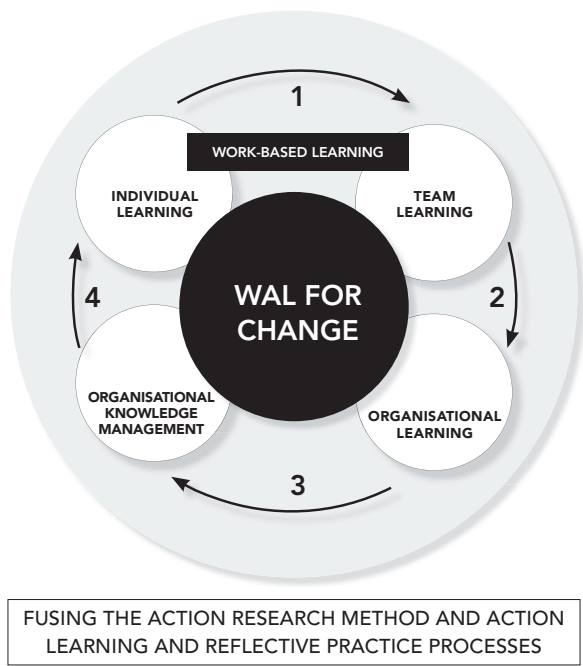 1
WORK-BASED LEARNING
INDIVIDUAL
LEARNING
TEAM
LEARNING
WAL FOR
CHANGE
4
2
ORGANISATIONAL
KNOWLEDGE
MANAGEMENT
ORGANISATIONAL
LEARNING
3
FUSING THE ACTION RESEARCH METHOD AND ACTION
LEARNING AND REFLECTIVE PRACTICE PROCESSES